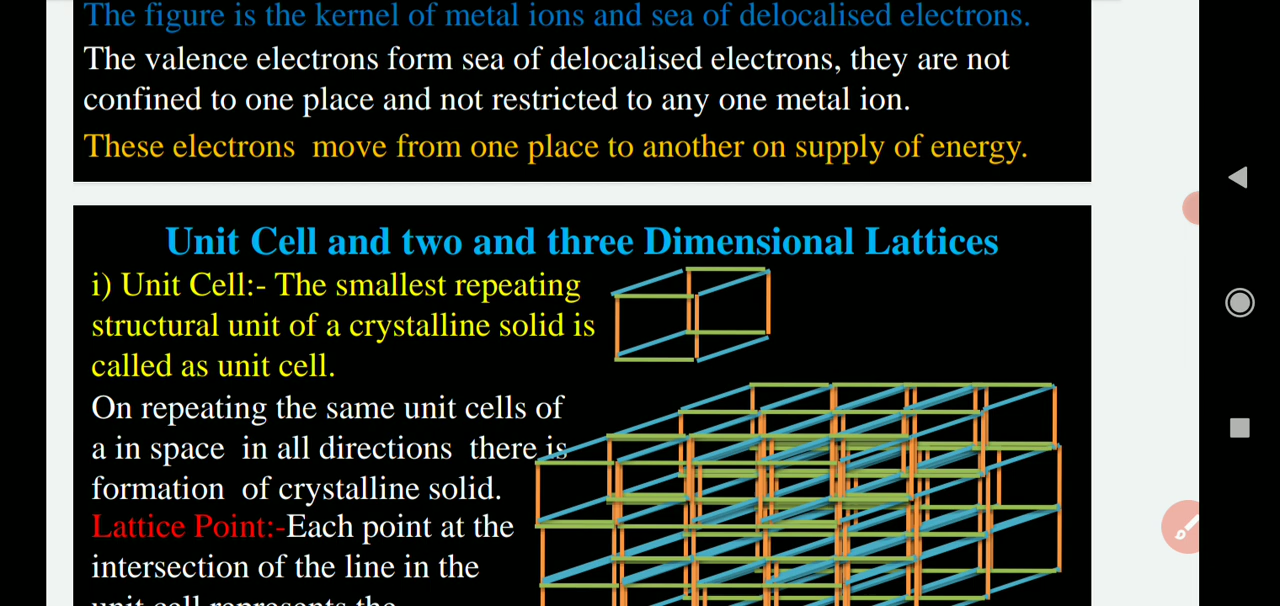 The figure is the kernel of metal ions and sea of delocalised electrons.
The valence electrons form sea of delocalised electrons, they are not
confined to one place and not restricted to any one metal ion.
These electrons  move from one place to another on supply of energy.
Unit Cell and two and three Dimensional Lattices
i) Unit Cell:- The smallest repeating
structural unit of a crystalline solid is
called as unit cell.
On repeating the same unit cells of
a in space  in all directions  there is
formation  of crystalline solid.
Lattice Point:-Each point at the
intersection of the line in the
unit cell represents the